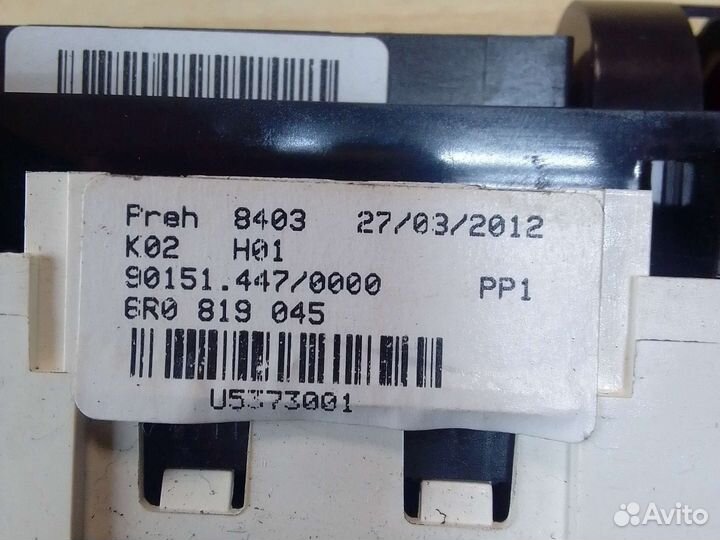 Preh 8403 27/03/2012
K02 H01
90151.447/0000 PP1
6R0 819 045
U5373001
Avito